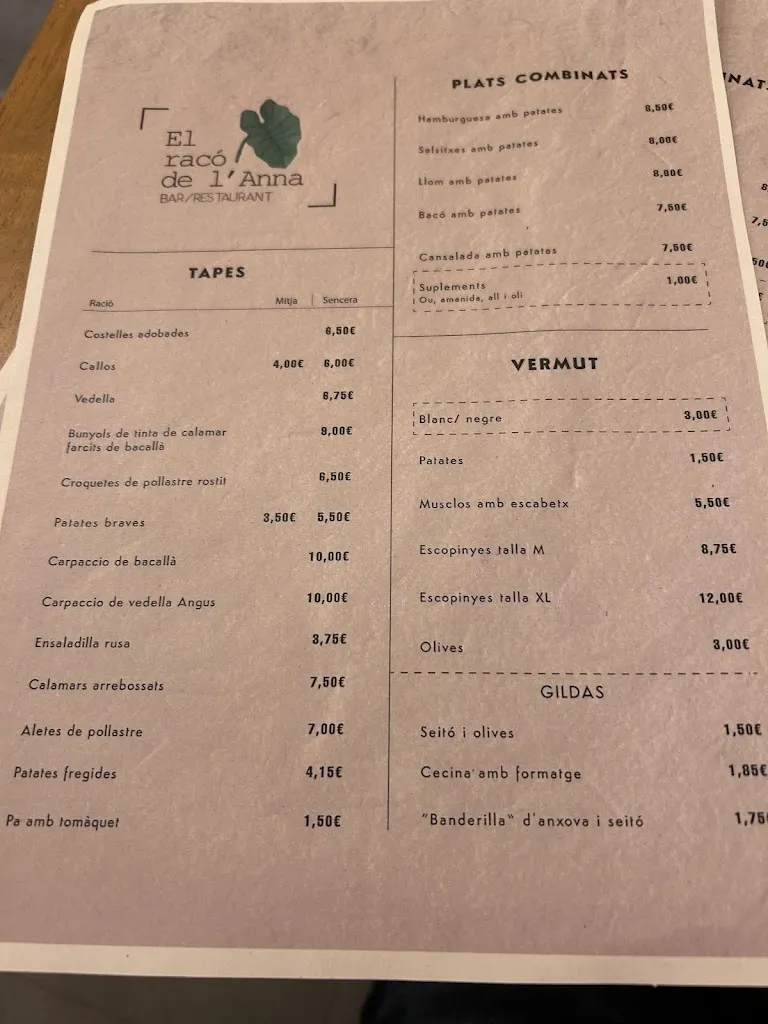 El
racó
de l'Anna
BAR/RESTAURANT
TAPES
Ració Mitja Sencera
Costelles adobades 6,50€
Callos 4,00€ 6,00€
Vedella 6,75€
Bunyols de tinta de calamar
farcits de bacallà 9,00€
Croquetes de pollastre rostit 6,50€
Patates braves 3,50€ 5,50€
Carpaccio de bacallà 10,00€
Carpaccio de vedella Angus 10,00€
Ensaladilla rusa 3,75€
Calamars arrebossats 7,50€
Aletes de pollastre 7,00€
Patates fregides 4,15€
Pa amb tomàquet 1,50€
PLATS COMBINATS
Hamburguesa amb patates 8,50€
Salsitxes amb patates 8,00€
Llom amb patates 8,00€
Bacó amb patates 7,50€
Cansalada amb patates 7,50€
Suplements 1,00€
Ou, amanida, all i oli
VERMUT
Blanc/ negre 3,00€
Patates 1,50€
Musclos amb escabetx 5,50€
Escopinyes talla M 8,75€
Escopinyes talla XL 12,00€
Olives 3,00€
GILDAS
Seitó i olives 1,50€
Cecina amb formatge 1,85€
"Banderilla" d'anxova i seitó 1,75